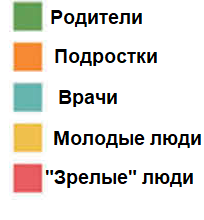 Родители
Подростки
Врачи
Молодые люди
"Зрелые" люди